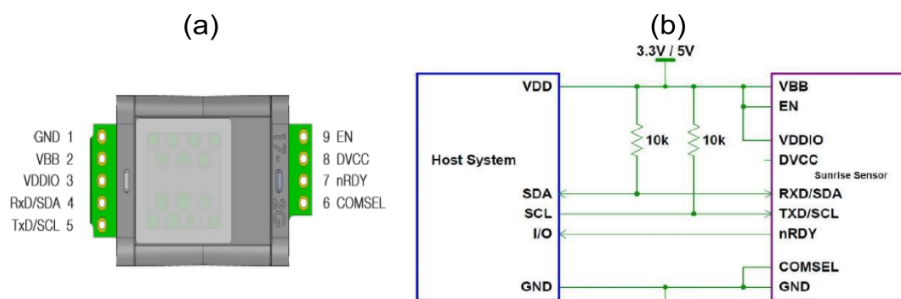 (a)
GND 1
VBB 2
VDDIO 3
RxD/SDA 4
TxD/SCL 5
9 EN
8 DVCC
7 nRDY
6 COMSEL
(b)
3.3V / 5V
VDD
Host System
SDA
SCL
I/O
GND
10k
10k
VBB
EN
VDDIO
DVCC
Sunrise Sensor
RXD/SDA
TXD/SCL
nRDY
COMSEL
GND